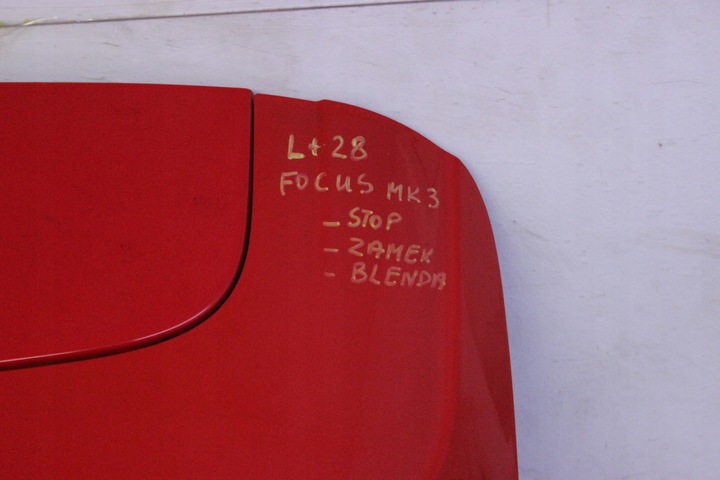 L+28
FOCUS MK3
- STOP
- ZAMEK
- BLENDA